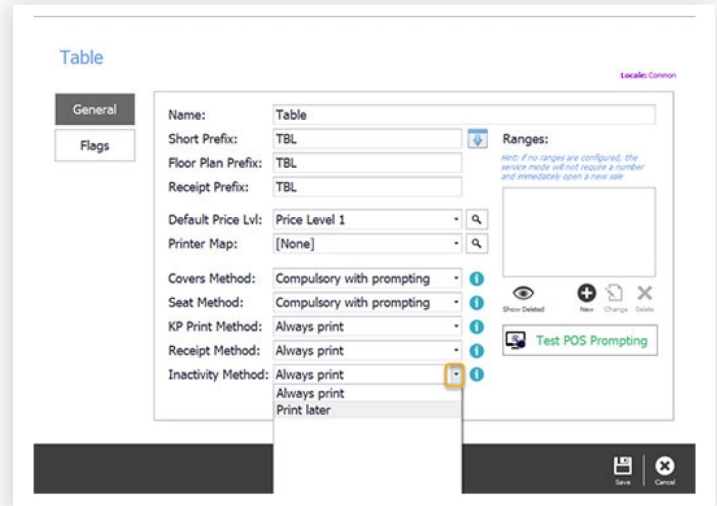 Table
Locale: Common
General
Flags
Name: Table
Short Prefix: TBL
Floor Plan Prefix: TBL
Receipt Prefix: TBL
Default Price Lvl: Price Level 1
Printer Map: [None]
Covers Method: Compulsory with prompting
Seat Method: Compulsory with prompting
KP Print Method: Always print
Receipt Method: Always print
Inactivity Method: Always print
Always print
Print later
Ranges:
Hint: if no ranges are configured, the
service mode will not require a number
and immediately open a new sale
Show Deleted New Change Delete
Test POS Prompting
Save Cancel